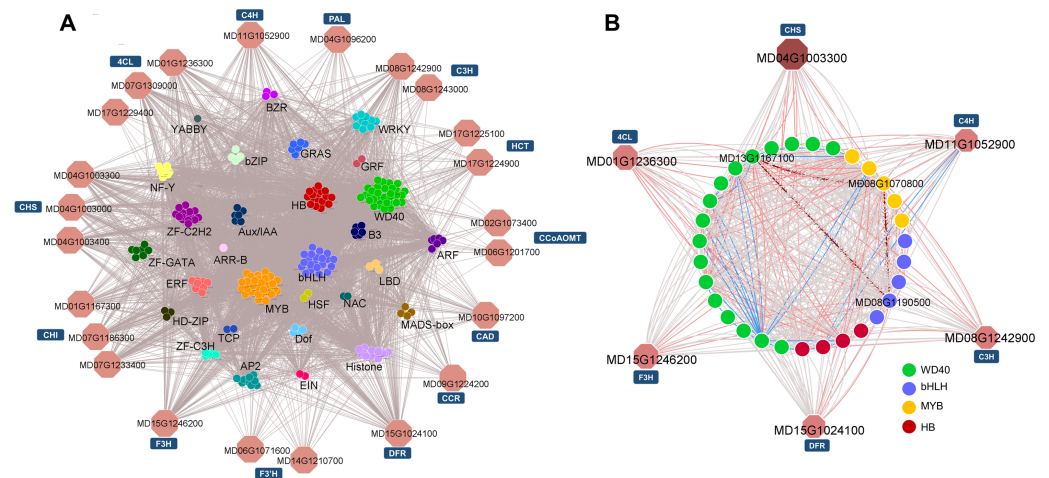 A
C4H
MD11G1052900
PAL
MD04G1096200
MD01G1236300
MD08G1242900
4CL
MD07G1309000
C3H
MD08G1243000
MD17G1229400
BZR
YABBY
WRKY
MD17G1225100
HCT
bZIP
GRAS
GRF
MD17G1224900
MD04G1003300
NF-Y
HB
WD40
CHS
MD04G1003000
ZF-C2H2
Aux/IAA
B3
MD02G1073400
CCoAOMT
MD04G1003400
ZF-GATA
ARR-B
ARF
MD06G1201700
bHLH
LBD
ERF
MYB
HSF
NAC
MD01G1167300
HD-ZIP
MADS-box
MD10G1097200
CHI
MD07G1186300
TCP
Dof
CAD
ZF-C3H
MD07G1233400
AP2
EIN
Histone
MD09G1224200
CCR
MD15G1246200
F3H
MD15G1024100
DFR
MD06G1071600
MD14G1210700
F3'H
B
CHS
MD04G1003300
C4H
MD11G1052900
4CL
MD01G1236300
MD13G1167100
MD08G1070800
MD08G1190500
MD08G1242900
C3H
MD15G1246200
F3H
MD15G1024100
DFR
WD40
bHLH
MYB
HB